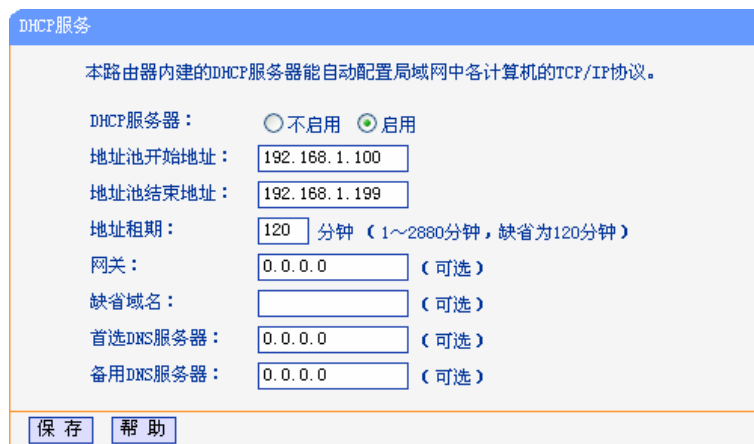 DHCP服务
本路由器内建的DHCP服务器能自动配置局域网中各计算机的TCP/IP协议。
DHCP服务器： 不启用 启用
地址池开始地址： 192.168.1.100
地址池结束地址： 192.168.1.199
地址租期： 120 分钟（1～2880分钟，缺省为120分钟）
网关： 0.0.0.0 （可选）
缺省域名： （可选）
首选DNS服务器： 0.0.0.0 （可选）
备用DNS服务器： 0.0.0.0 （可选）
保 存 帮 助